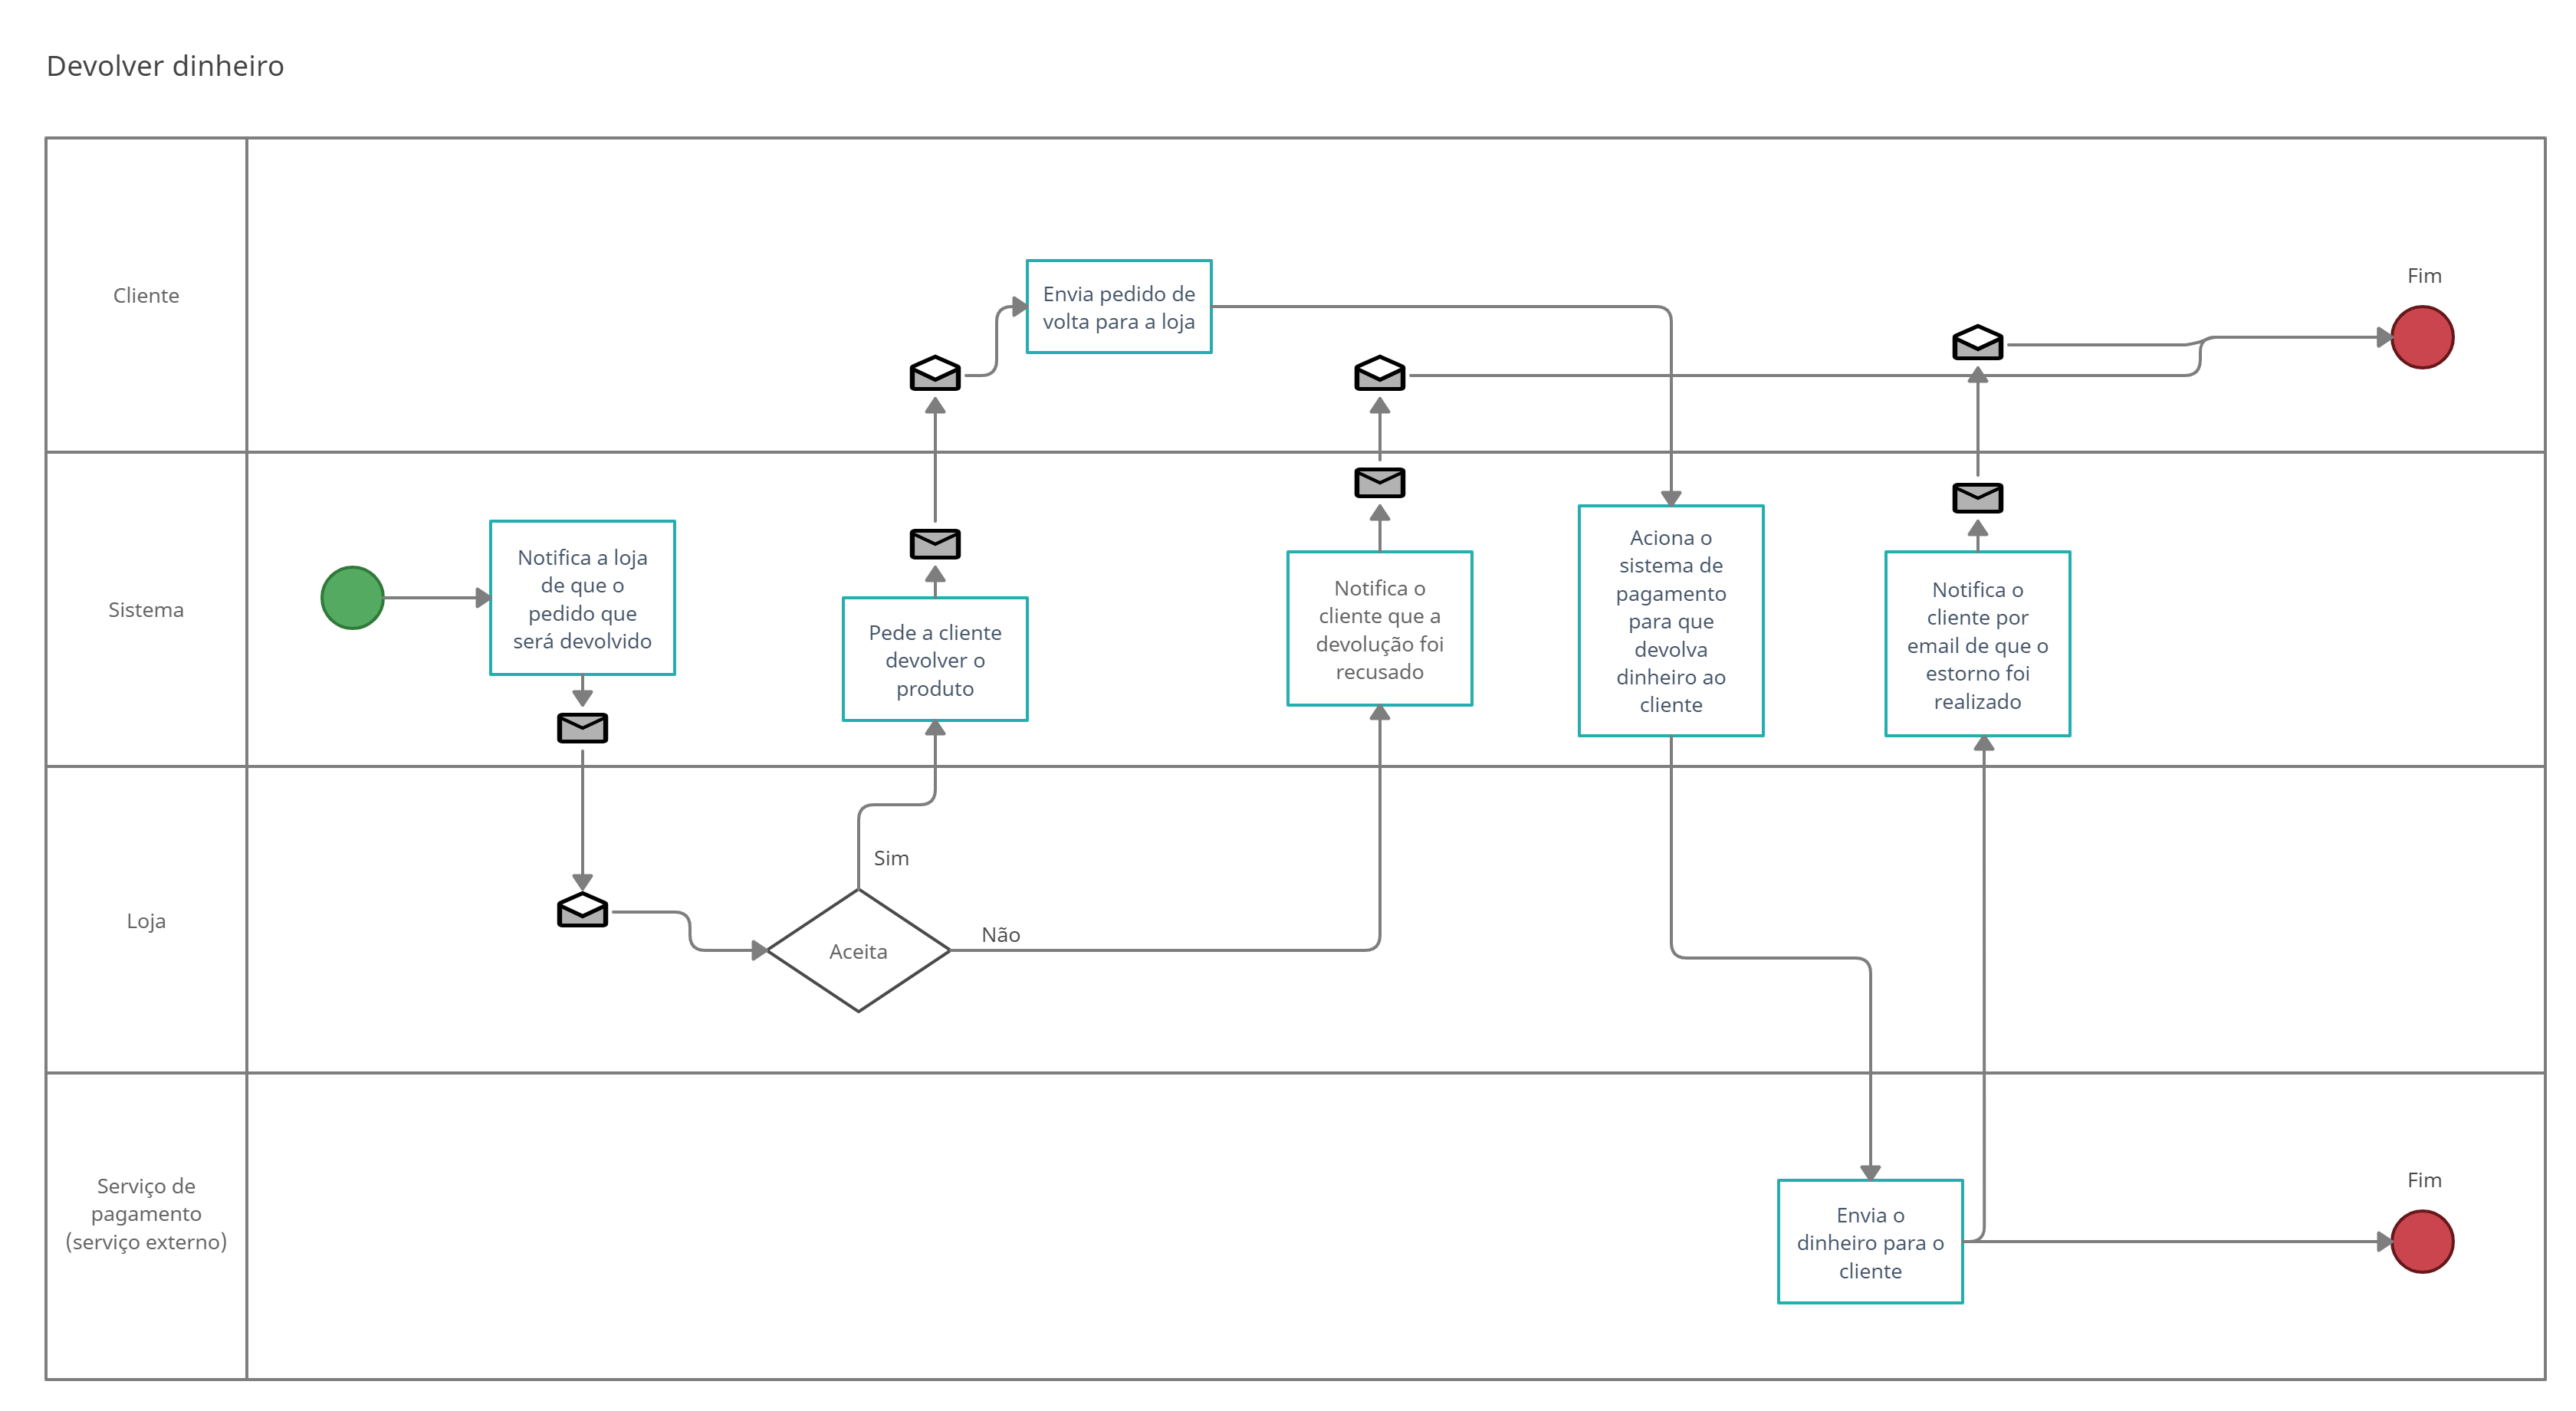 Devolver dinheiro
Cliente
Envia pedido de
volta para a loja
Fim
Sistema
Notifica a loja
de que o
pedido que
será devolvido
Pede a cliente
devolver o
produto
Notifica o
cliente que a
devolução foi
recusado
Aciona o
sistema de
pagamento
para que
devolva
dinheiro ao
cliente
Notifica o
cliente por
email de que o
estorno foi
realizado
Loja
Sim
Aceita
Não
Serviço de
pagamento
(serviço externo)
Envia o
dinheiro para o
cliente
Fim